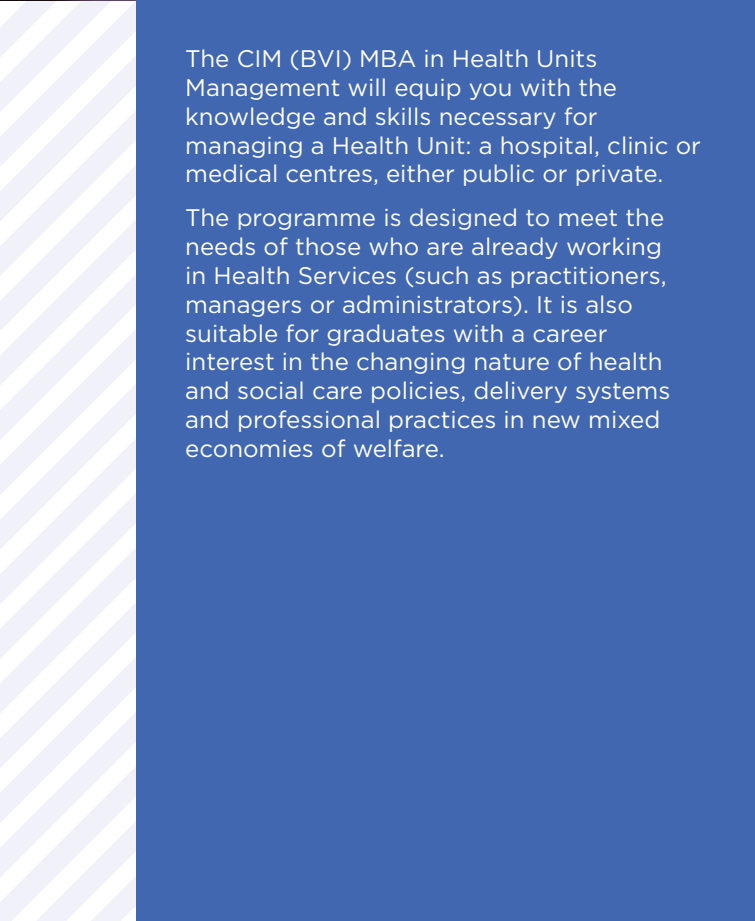 The CIM (BVI) MBA in Health Units
Management will equip you with the
knowledge and skills necessary for
managing a Health Unit: a hospital, clinic or
medical centres, either public or private.
The programme is designed to meet the
needs of those who are already working
in Health Services (such as practitioners,
managers or administrators). It is also
suitable for graduates with a career
interest in the changing nature of health
and social care policies, delivery systems
and professional practices in new mixed
economies of welfare.